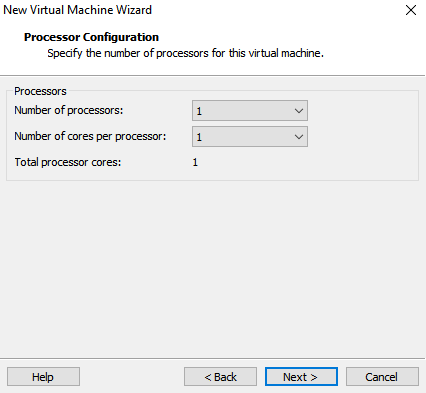 New Virtual Machine Wizard
Processor Configuration
Specify the number of processors for this virtual machine.
Processors
Number of processors: 1
Number of cores per processor: 1
Total processor cores: 1
Help < Back Next > Cancel